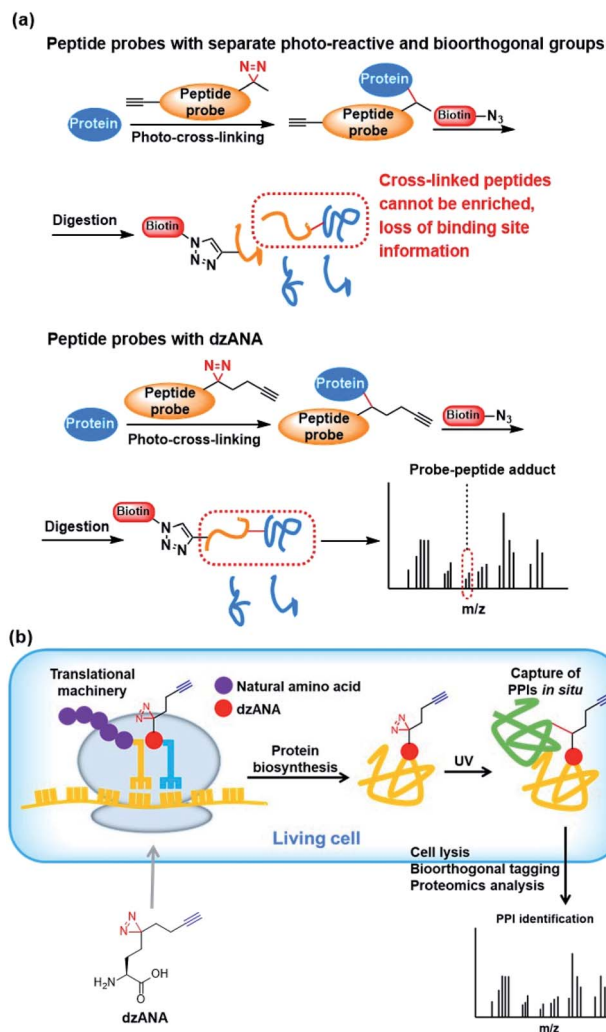 (a)
Peptide probes with separate photo-reactive and bioorthogonal groups
N=N
Protein
Peptide
probe
Photo-cross-linking
Protein
Peptide
probe
Biotin
N3
Digestion
Biotin
N
N=N
Cross-linked peptides
cannot be enriched,
loss of binding site
information
Peptide probes with dzANA
N=N
Protein
Peptide
probe
Photo-cross-linking
Protein
Peptide
probe
Biotin
N3
Digestion
Biotin
N
N=N
Probe-peptide adduct
m/z
(b)
Translational
machinery
N=N
Natural amino acid
dzANA
Protein
biosynthesis
N=N
UV
Capture of
PPIs in situ
Living cell
Cell lysis
Bioorthogonal tagging
Proteomics analysis
N=N
H2N
OH
O
dzANA
PPI identification
m/z